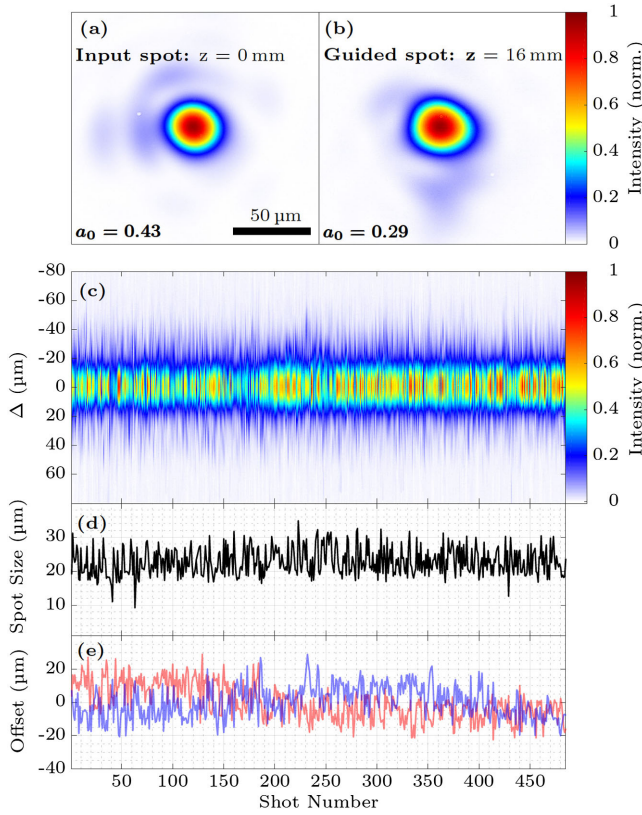 (a)
Input spot: z = 0 mm
a₀ = 0.43
50 µm
(b)
Guided spot: z = 16 mm
a₀ = 0.29
1
0.8
0.6
0.4
0.2
0
Intensity (norm.)
(c)
-80
-60
-40
-20
0
20
40
60
Δ (µm)
1
0.8
0.6
0.4
0.2
0
Intensity (norm.)
(d)
30
20
10
Spot Size (µm)
(e)
20
0
-20
-40
Offset (µm)
50 100 150 200 250 300 350 400 450
Shot Number